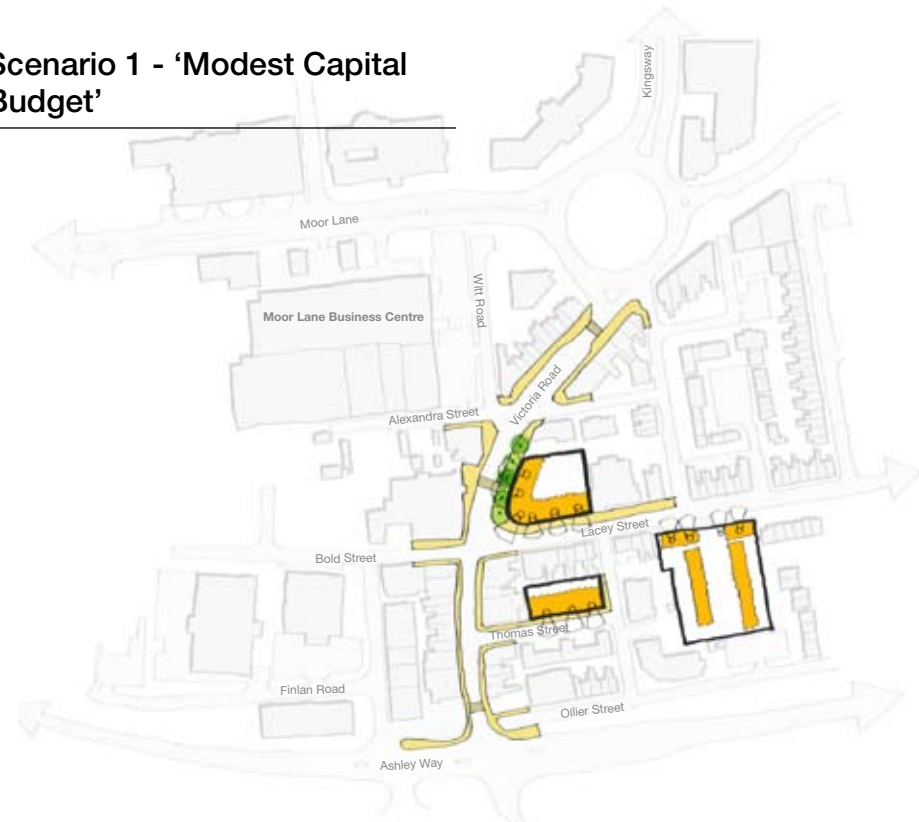 Scenario 1 - ‘Modest Capital
Budget’
Kingsway
Moor Lane
Witt Road
Moor Lane Business Centre
Victoria Road
Alexandra Street
Lacey Street
Bold Street
Thomas Street
Finlan Road
Ollier Street
Ashley Way